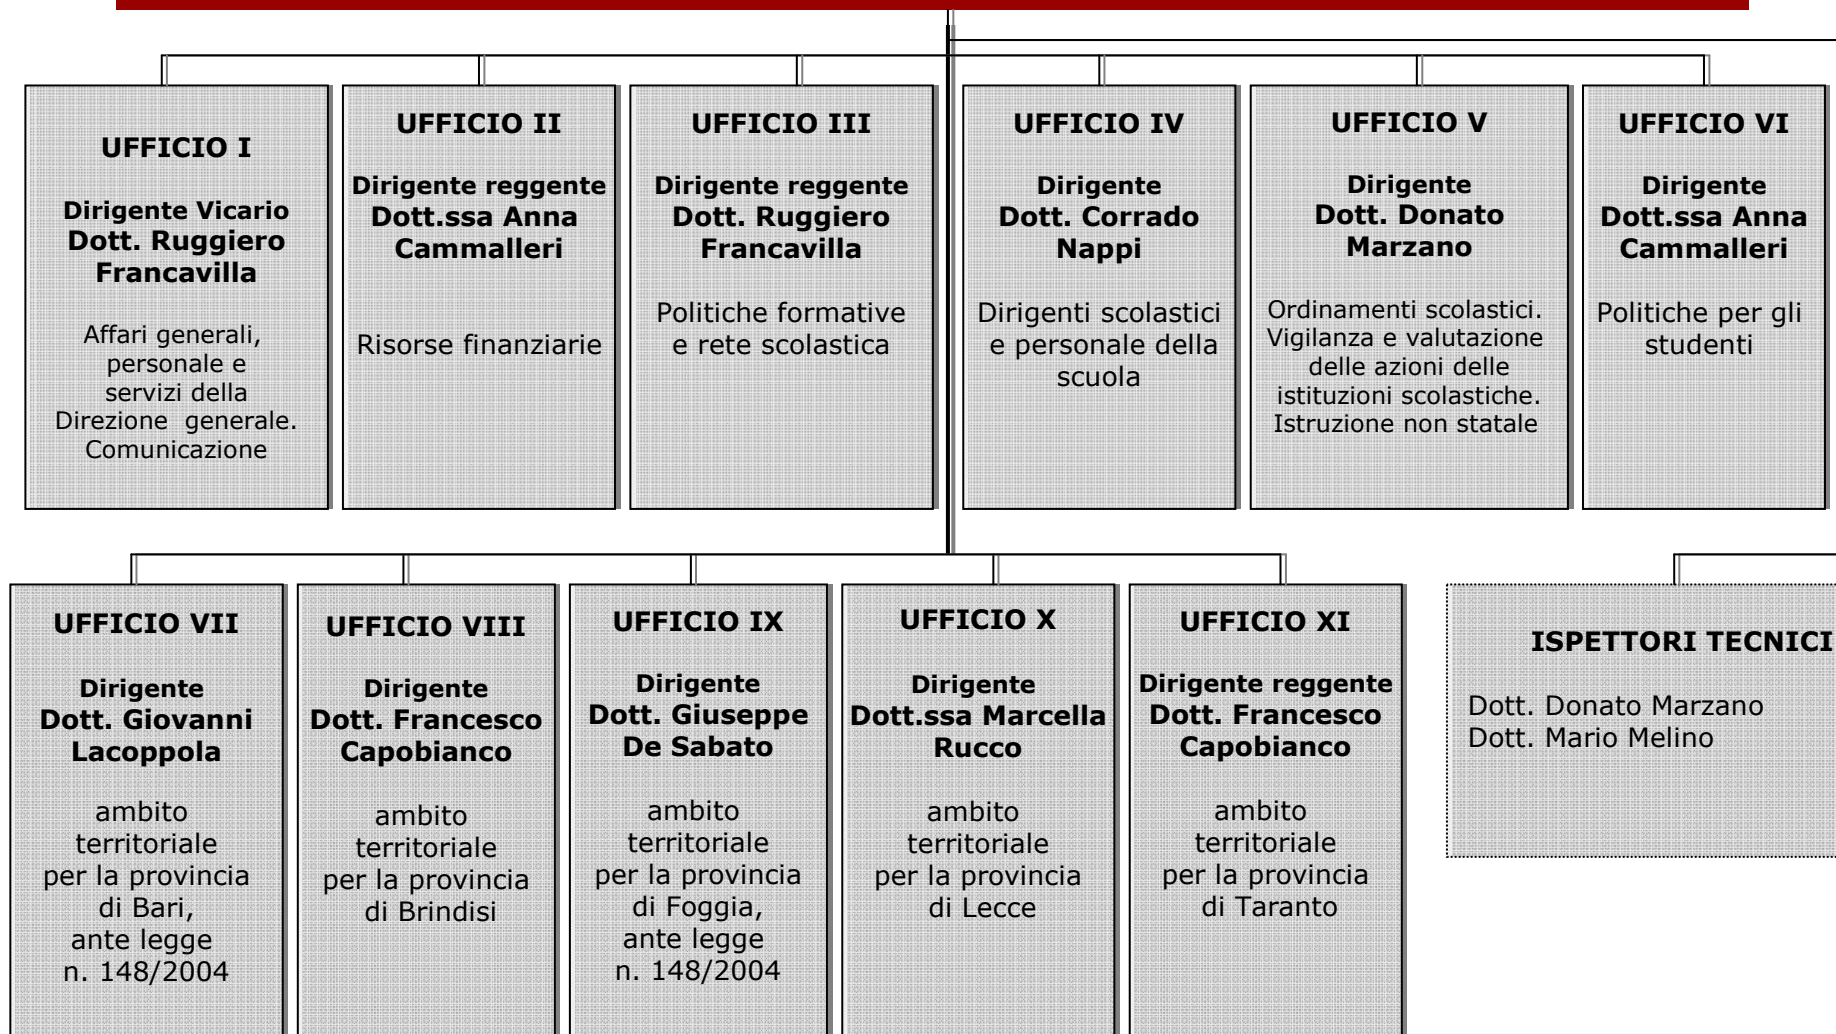 UFFICIO I
Dirigente Vicario
Dott. Ruggiero
Francavilla
Affari generali,
personale e
servizi della
Direzione generale.
Comunicazione
UFFICIO II
Dirigente reggente
Dott.ssa Anna
Cammalleri
Risorse finanziarie
UFFICIO III
Dirigente reggente
Dott. Ruggiero
Francavilla
Politiche formative
e rete scolastica
UFFICIO IV
Dirigente
Dott. Corrado
Nappi
Dirigenti scolastici
e personale della
scuola
UFFICIO V
Dirigente
Dott. Donato
Marzano
Ordinamenti scolastici.
Vigilanza e valutazione
delle azioni delle
istituzioni scolastiche.
Istruzione non statale
UFFICIO VI
Dirigente
Dott.ssa Anna
Cammalleri
Politiche per gli
studenti
UFFICIO VII
Dirigente
Dott. Giovanni
Lacoppola
ambito
territoriale
per la provincia
di Bari,
ante legge
n. 148/2004
UFFICIO VIII
Dirigente
Dott. Francesco
Capobianco
ambito
territoriale
per la provincia
di Brindisi
UFFICIO IX
Dirigente
Dott. Giuseppe
De Sabato
ambito
territoriale
per la provincia
di Foggia,
ante legge
n. 148/2004
UFFICIO X
Dirigente
Dott.ssa Marcella
Rucco
ambito
territoriale
per la provincia
di Lecce
UFFICIO XI
Dirigente reggente
Dott. Francesco
Capobianco
ambito
territoriale
per la provincia
di Taranto
ISPETTORI TECNICI
Dott. Donato Marzano
Dott. Mario Melino